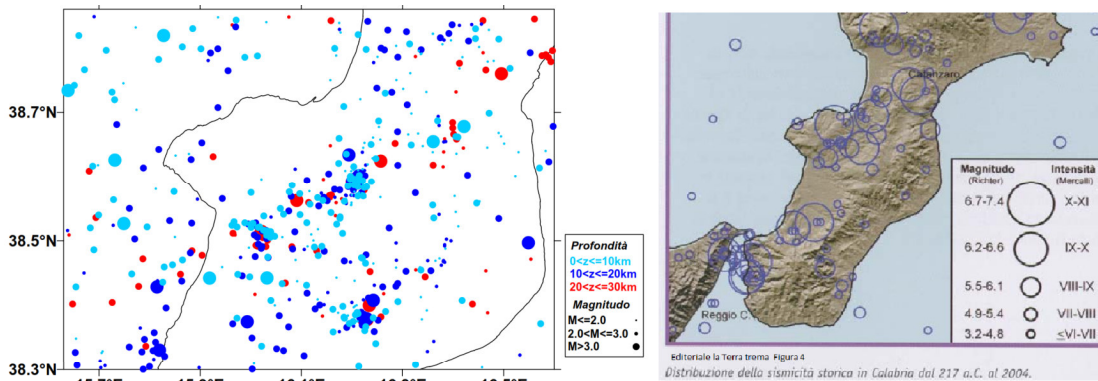 38.7°N
38.5°N
38.3°N
Profondità
0<z<=10km
10<z<=20km
20<z<=30km
Magnitudo
M<=2.0
2.0<M<=3.0
M>3.0
Catanzaro
Reggio C.
Magnitudo Intensità
(Richter) (Mercalli)
6.7-7.4 X-XI
6.2-6.6 IX-X
5.5-6.1 VIII-IX
4.9-5.4 VII-VIII
3.2-4.8 ≤VI-VII
Editoriale la Terra trema Figura 4
Distribuzione della sismicità storica in Calabria dal 217 a.C. al 2004.